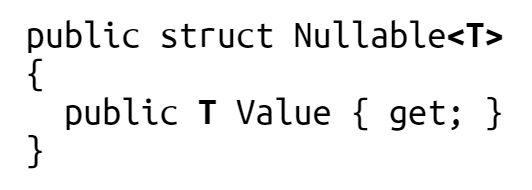 public struct Nullable<T>
{
  public T Value { get; }
}